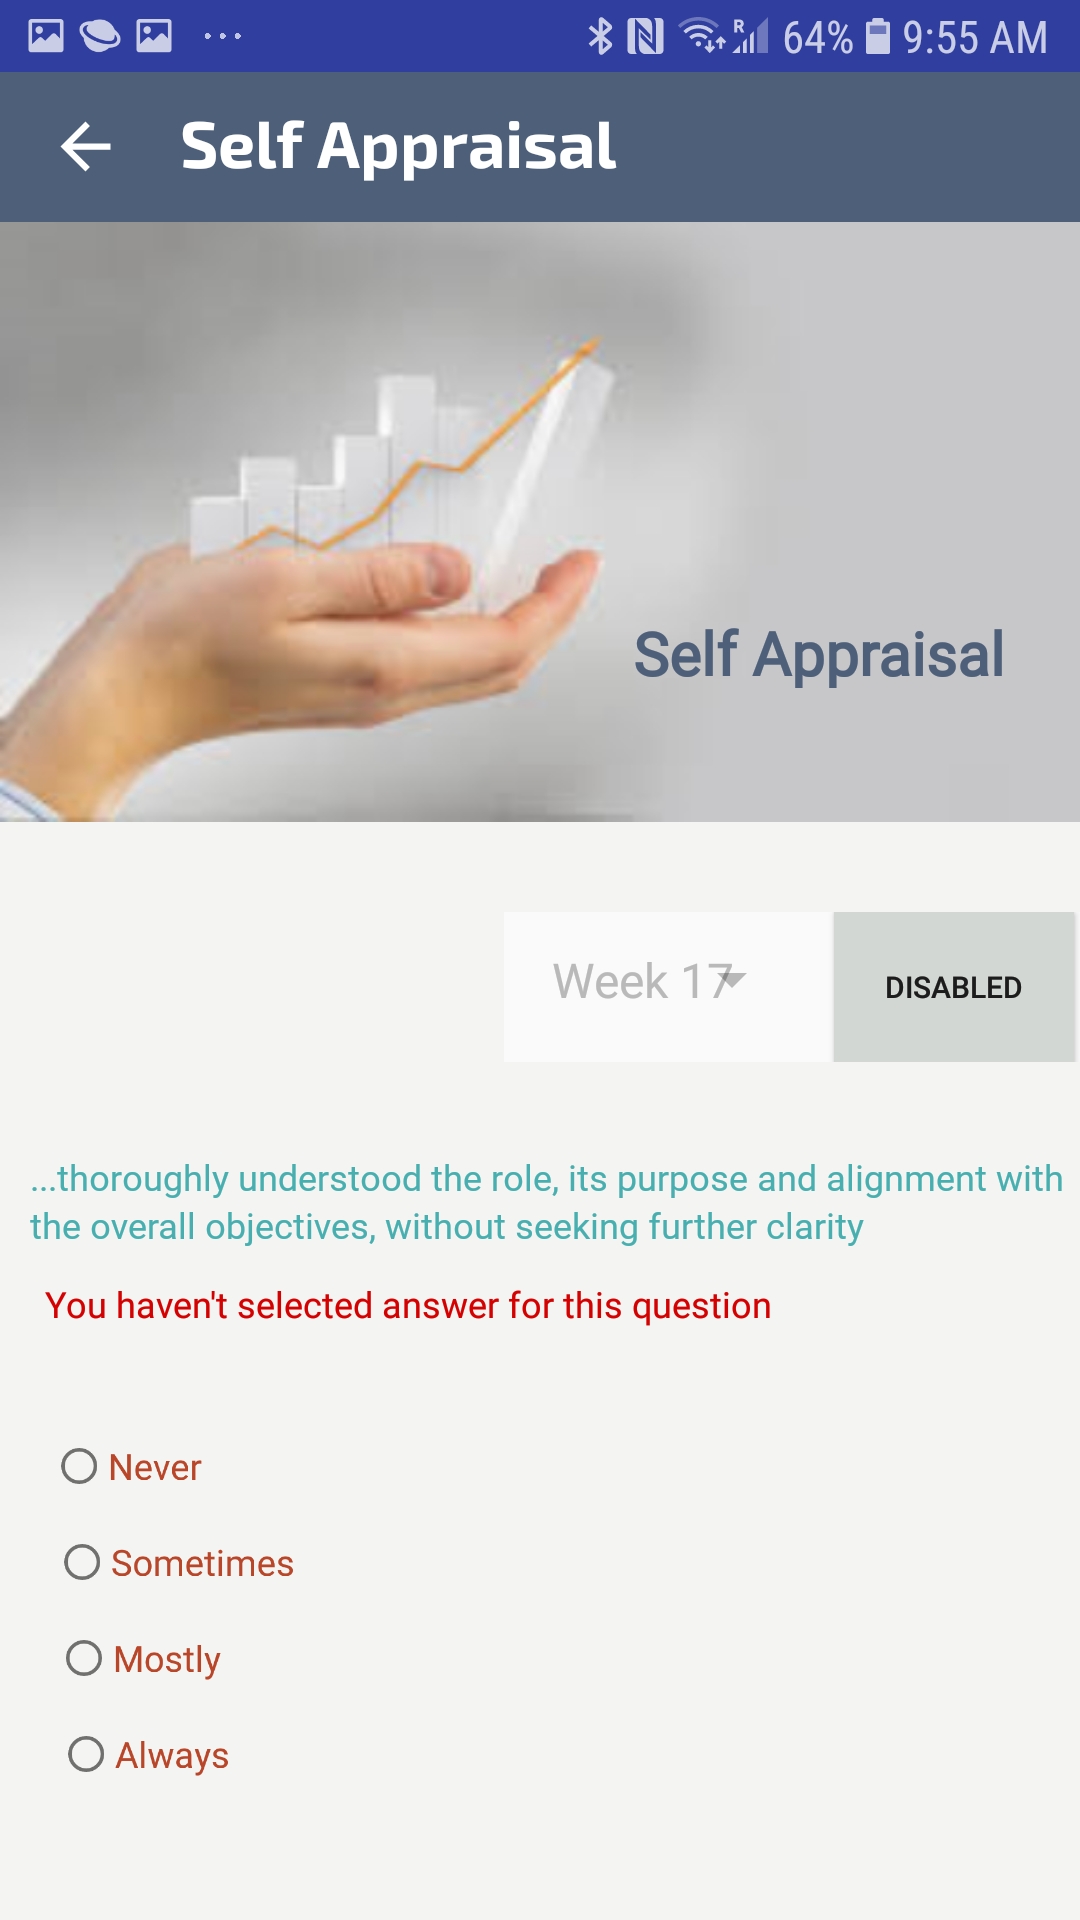 64% 9:55 AM
Self Appraisal
Self Appraisal
Week 17
DISABLED
...thoroughly understood the role, its purpose and alignment with
the overall objectives, without seeking further clarity
You haven't selected answer for this question
Never
Sometimes
Mostly
Always